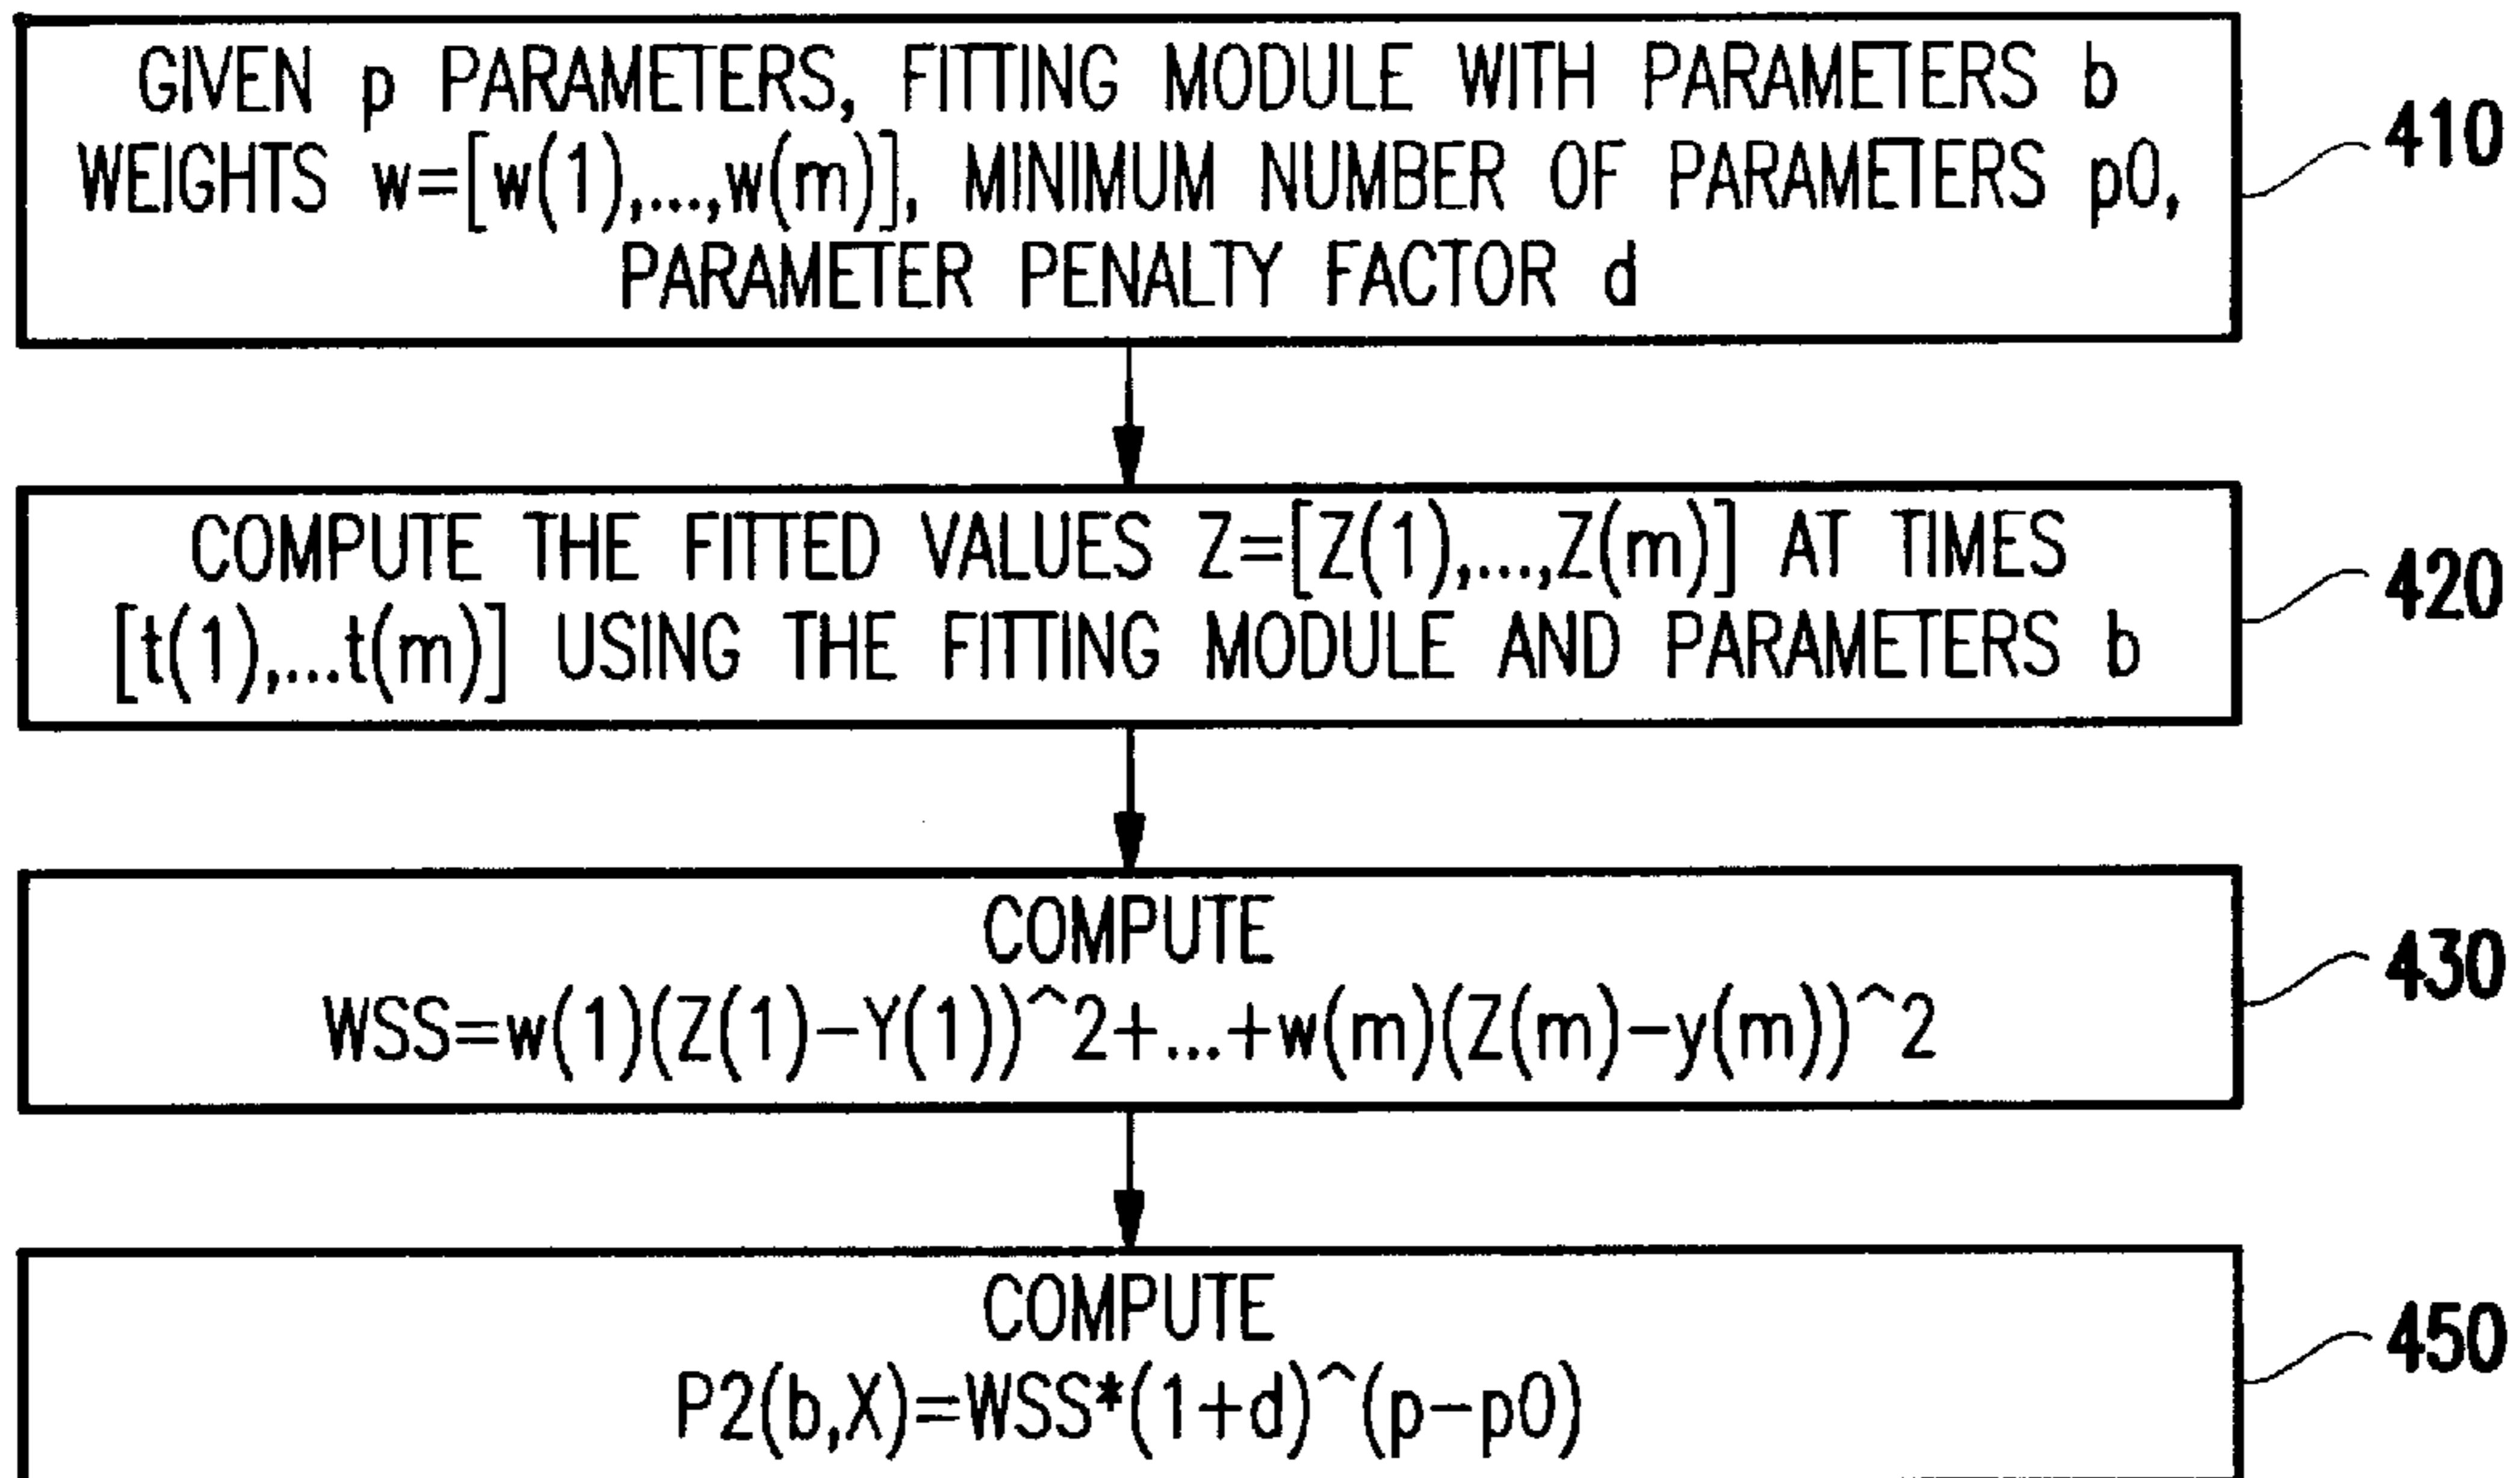 GIVEN p PARAMETERS, FITTING MODULE WITH PARAMETERS b
WEIGHTS w=[w(1),...,w(m)], MINIMUM NUMBER OF PARAMETERS p0,
PARAMETER PENALTY FACTOR d
410
COMPUTE THE FITTED VALUES Z=[Z(1),...,Z(m)] AT TIMES
[t(1),...t(m)] USING THE FITTING MODULE AND PARAMETERS b
420
COMPUTE
WSS=w(1)(Z(1)-Y(1))^2+...+w(m)(Z(m)-y(m))^2
430
COMPUTE
P2(b,X)=WSS*(1+d)^(p-p0)
450